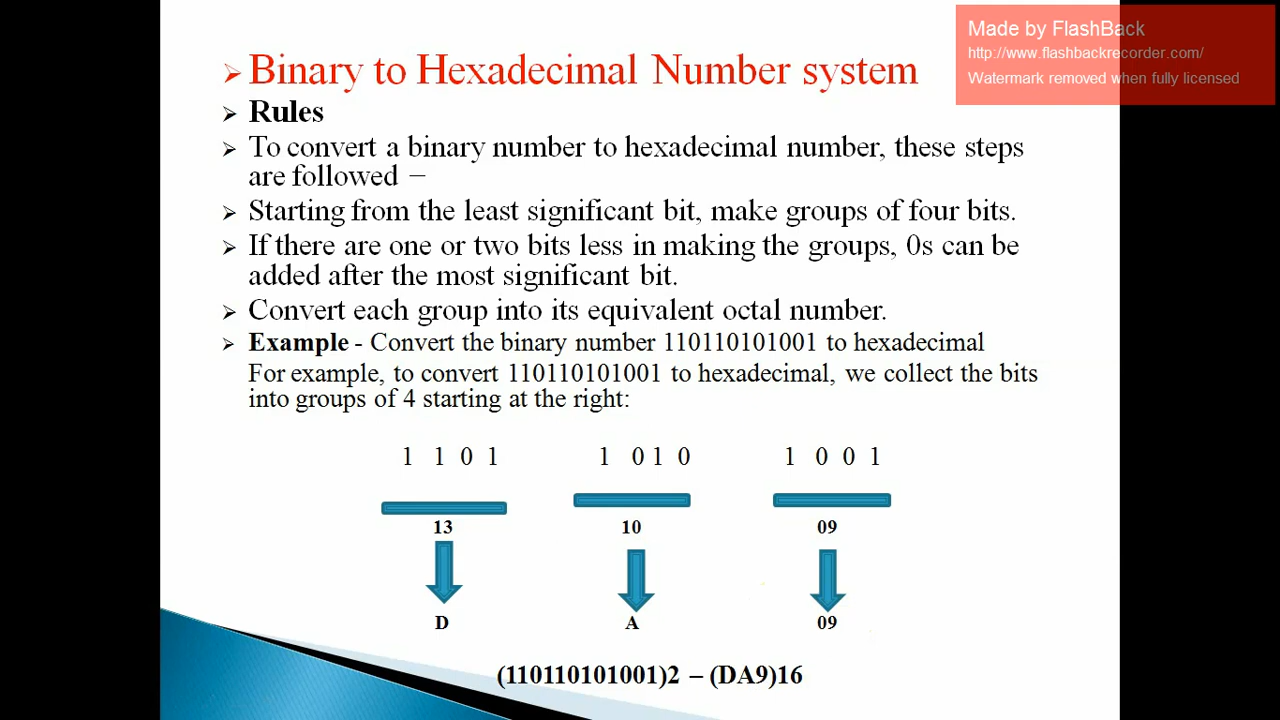 Made by FlashBack
http://www.flashbackrecorder.com/
Watermark removed when fully licensed
Binary to Hexadecimal Number system
Rules
To convert a binary number to hexadecimal number, these steps
are followed −
Starting from the least significant bit, make groups of four bits.
If there are one or two bits less in making the groups, 0s can be
added after the most significant bit.
Convert each group into its equivalent octal number.
Example - Convert the binary number 110110101001 to hexadecimal
For example, to convert 110110101001 to hexadecimal, we collect the bits
into groups of 4 starting at the right:
1 1 0 1 1 0 1 0 1 0 0 1
13 10 09
D A 09
(110110101001)2 – (DA9)16